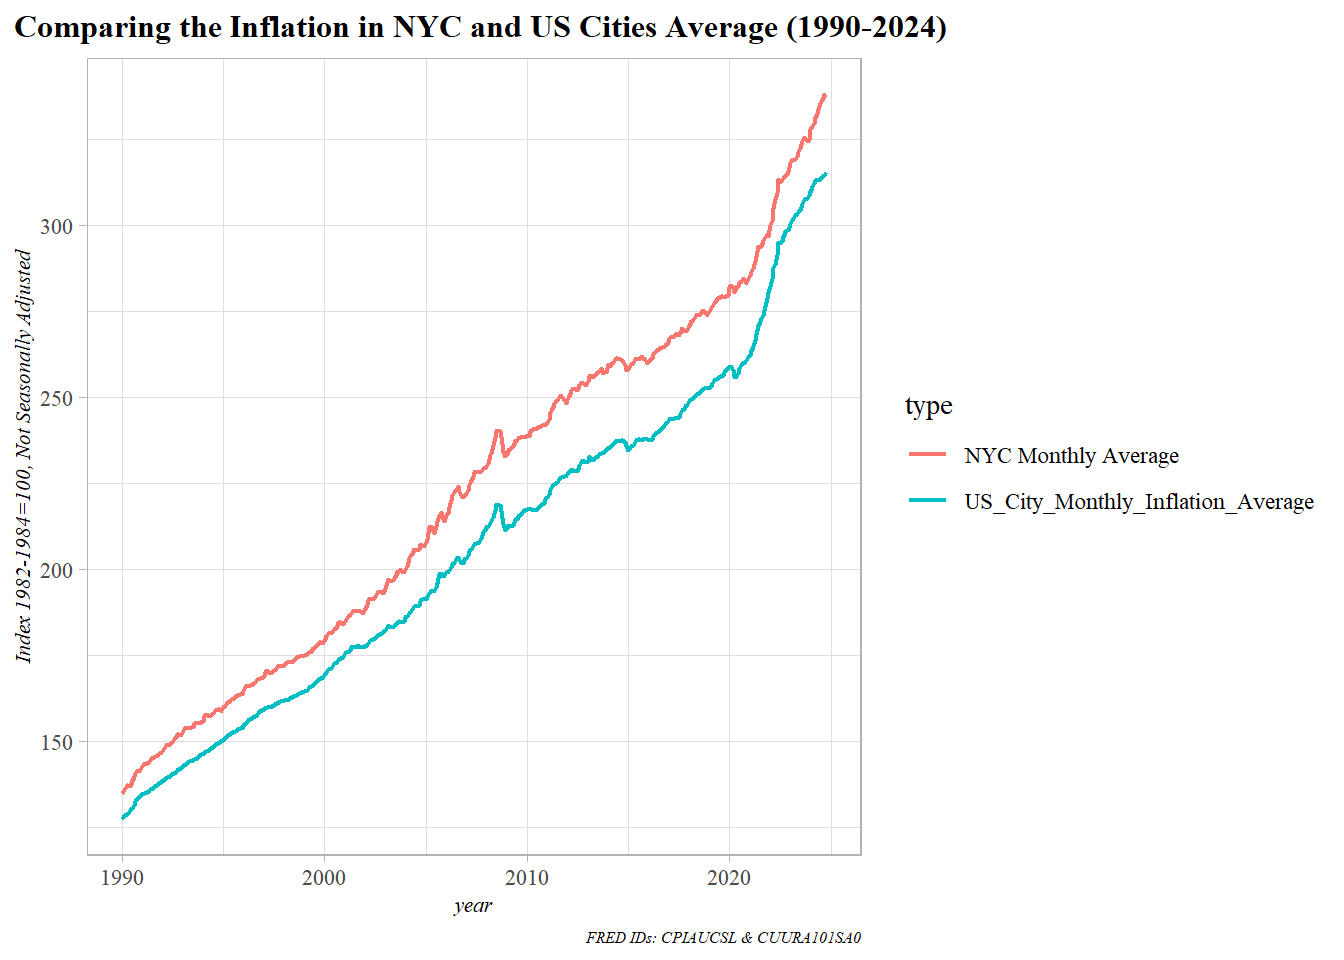 Comparing the Inflation in NYC and US Cities Average (1990-2024)
Index 1982-1984=100, Not Seasonally Adjusted
300
250
200
150
1990 2000 2010 2020
year
FRED IDs: CPIAUCSL & CUURA101SA0
type
NYC Monthly Average
US_City_Monthly_Inflation_Average